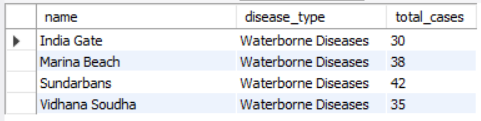 name disease_type total_cases
India Gate Waterborne Diseases 30
Marina Beach Waterborne Diseases 38
Sundarbans Waterborne Diseases 42
Vidhana Soudha Waterborne Diseases 35